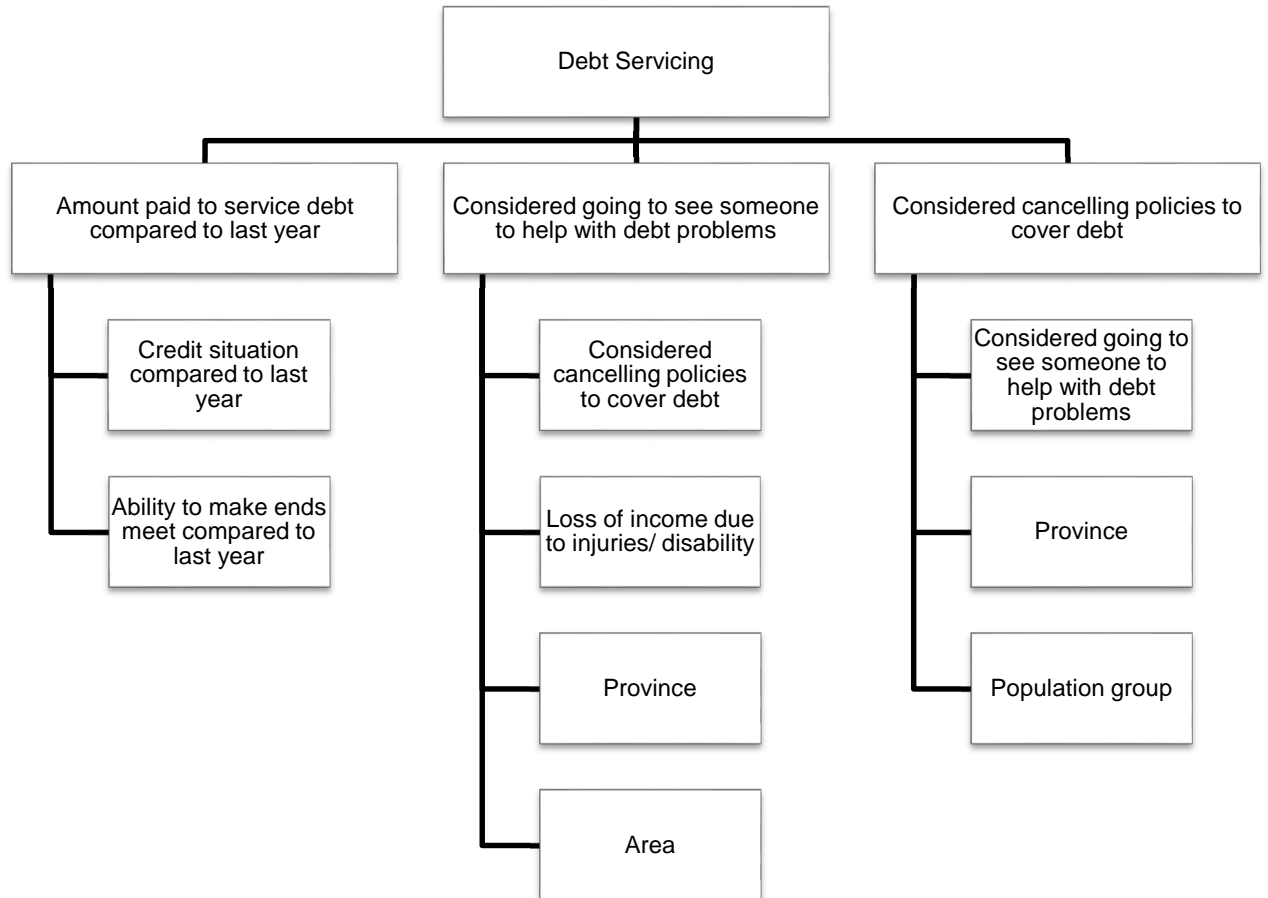 Debt Servicing
Amount paid to service debt
compared to last year
Considered going to see someone
to help with debt problems
Considered cancelling policies to
cover debt
Credit situation
compared to last
year
Ability to make ends
meet compared to
last year
Considered
cancelling policies
to cover debt
Loss of income due
to injuries/ disability
Province
Area
Considered going to
see someone to
help with debt
problems
Province
Population group